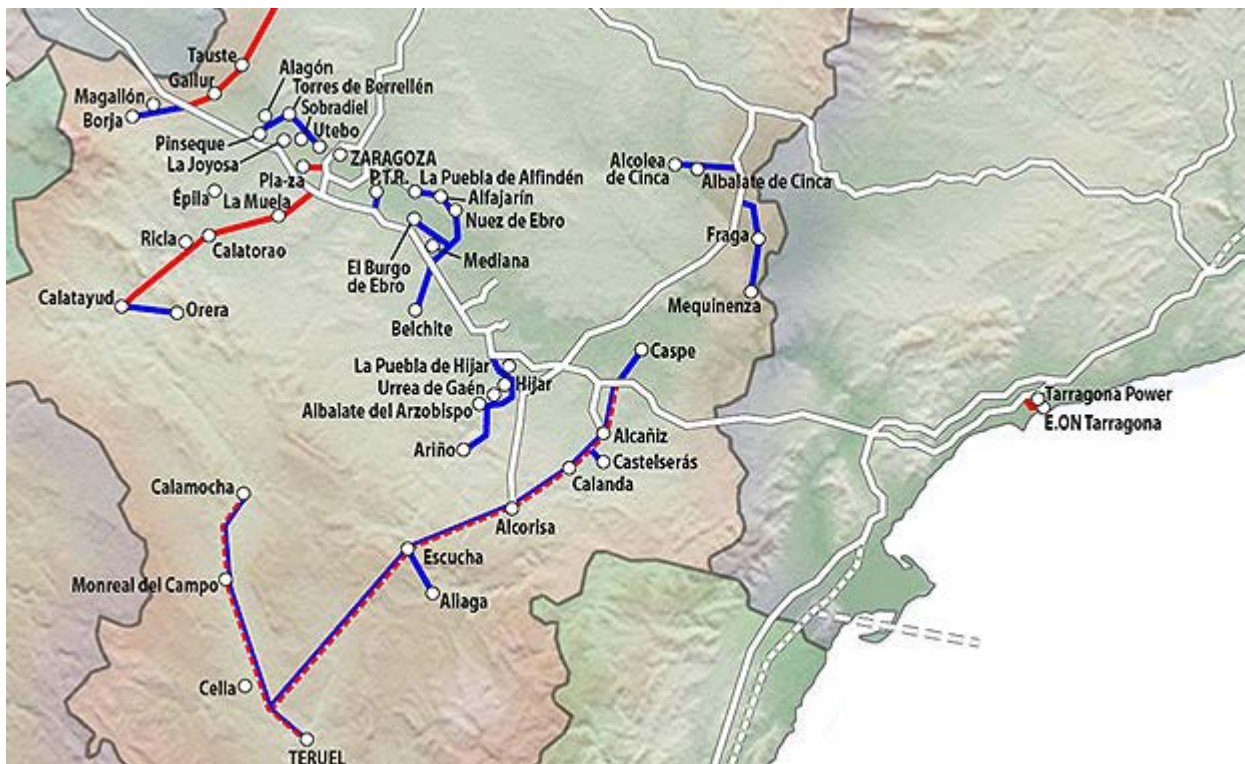 Tauste
Gallur
Alagón
Torres de Berrellén
Magallón
Sobradiel
Borja
Utebo
Pinseque
La Joyosa
ZARAGOZA
Pla-za
P.T.R.
La Puebla de Alfindén
Alcolea
de Cinca
Albalate de Cinca
Épila
La Muela
Alfajarín
Nuez de Ebro
Ricla
Calatorao
Fraga
El Burgo
de Ebro
Mediana
Calatayud
Orera
Mequinenza
Belchite
Caspe
La Puebla de Hijar
Hijar
Urrea de Gaén
Albalate del Arzobispo
Tarragona Power
E.ON Tarragona
Ariño
Alcañiz
Castelserás
Calanda
Calamocha
Alcorisa
Escucha
Monreal del Campo
Aliaga
Cella
TERUEL